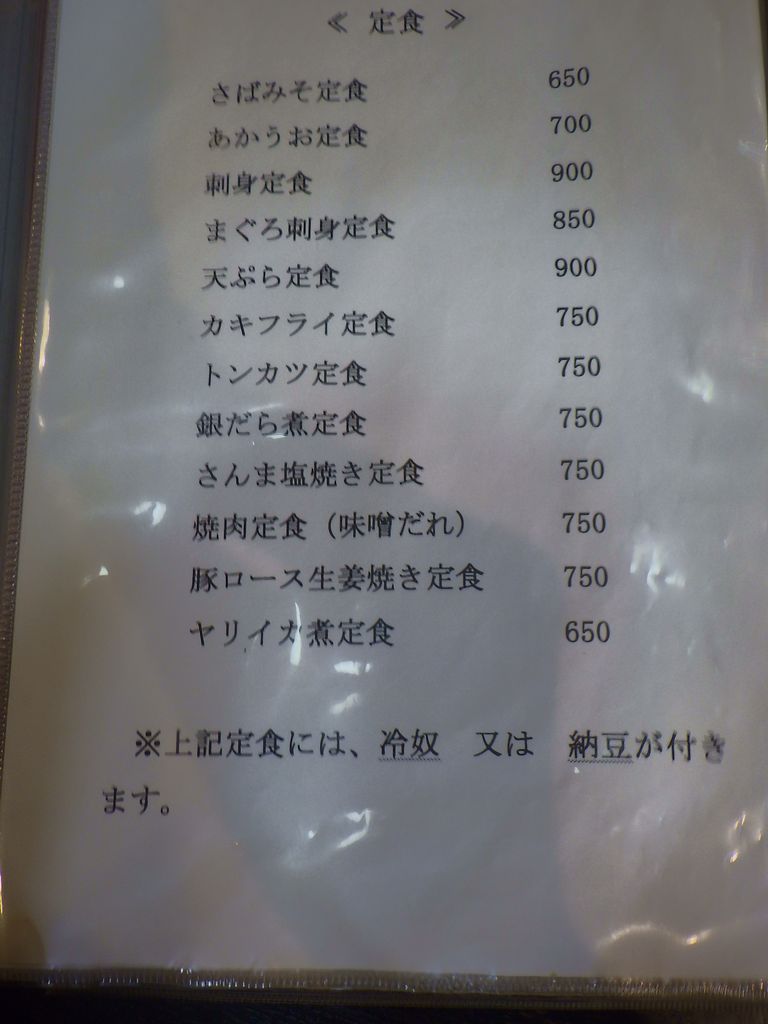 ≪ 定食 ≫
さばみそ定食 650
あかうお定食 700
刺身定食 900
まぐろ刺身定食 850
天ぷら定食 900
カキフライ定食 750
トンカツ定食 750
銀だら煮定食 750
さんま塩焼き定食 750
焼肉定食（味噌だれ） 750
豚ロース生姜焼き定食 750
ヤリイカ煮定食 650
※上記定食には、冷奴　又は　納豆が付き
ます。